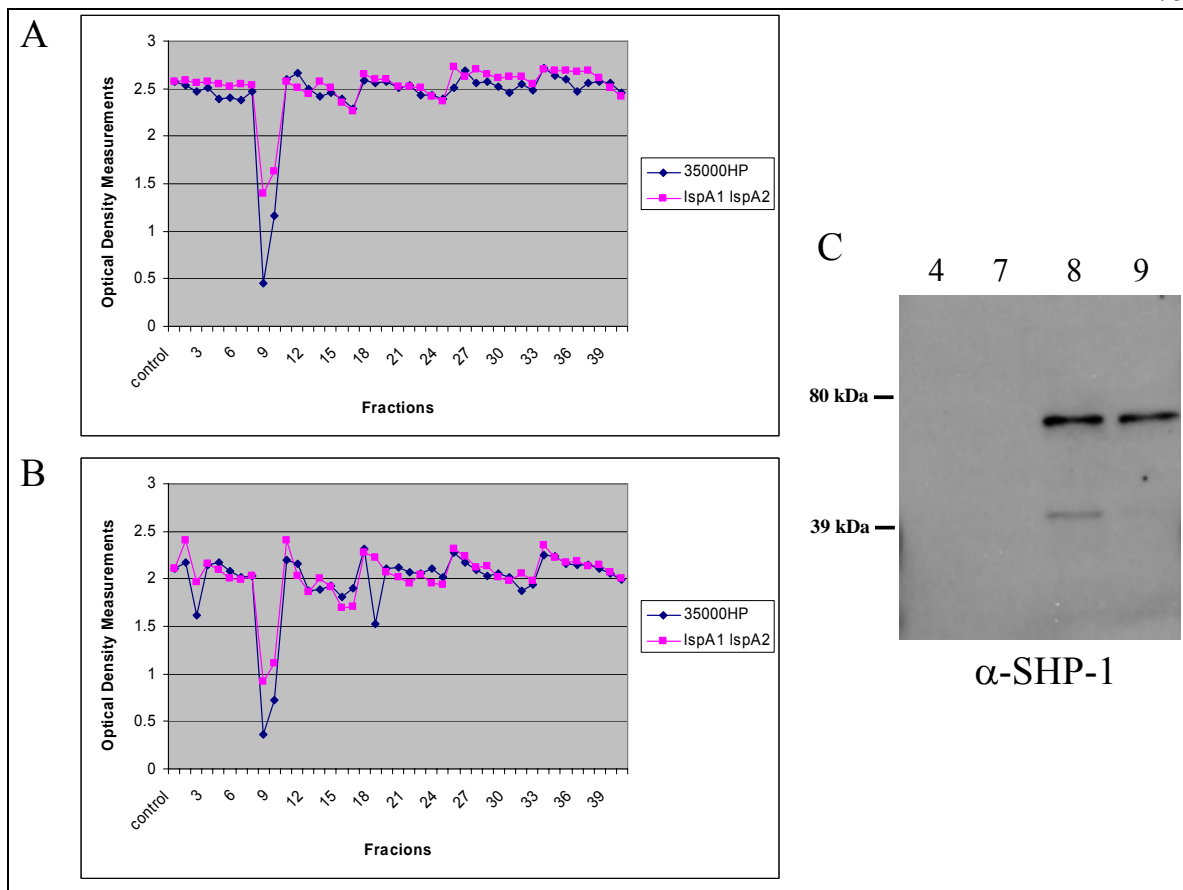 A
3
2.5
2
1.5
1
0.5
0
Optical Density Measurements
control
3
6
9
12
15
18
21
24
27
30
33
36
39
Fractions
35000HP
lspA1 lspA2
B
3
2.5
2
1.5
1
0.5
0
Optical Density Measurements
control
3
6
9
12
15
18
21
24
27
30
33
36
39
Fracions
35000HP
lspA1 lspA2
C
4 7 8 9
80 kDa
39 kDa
α-SHP-1